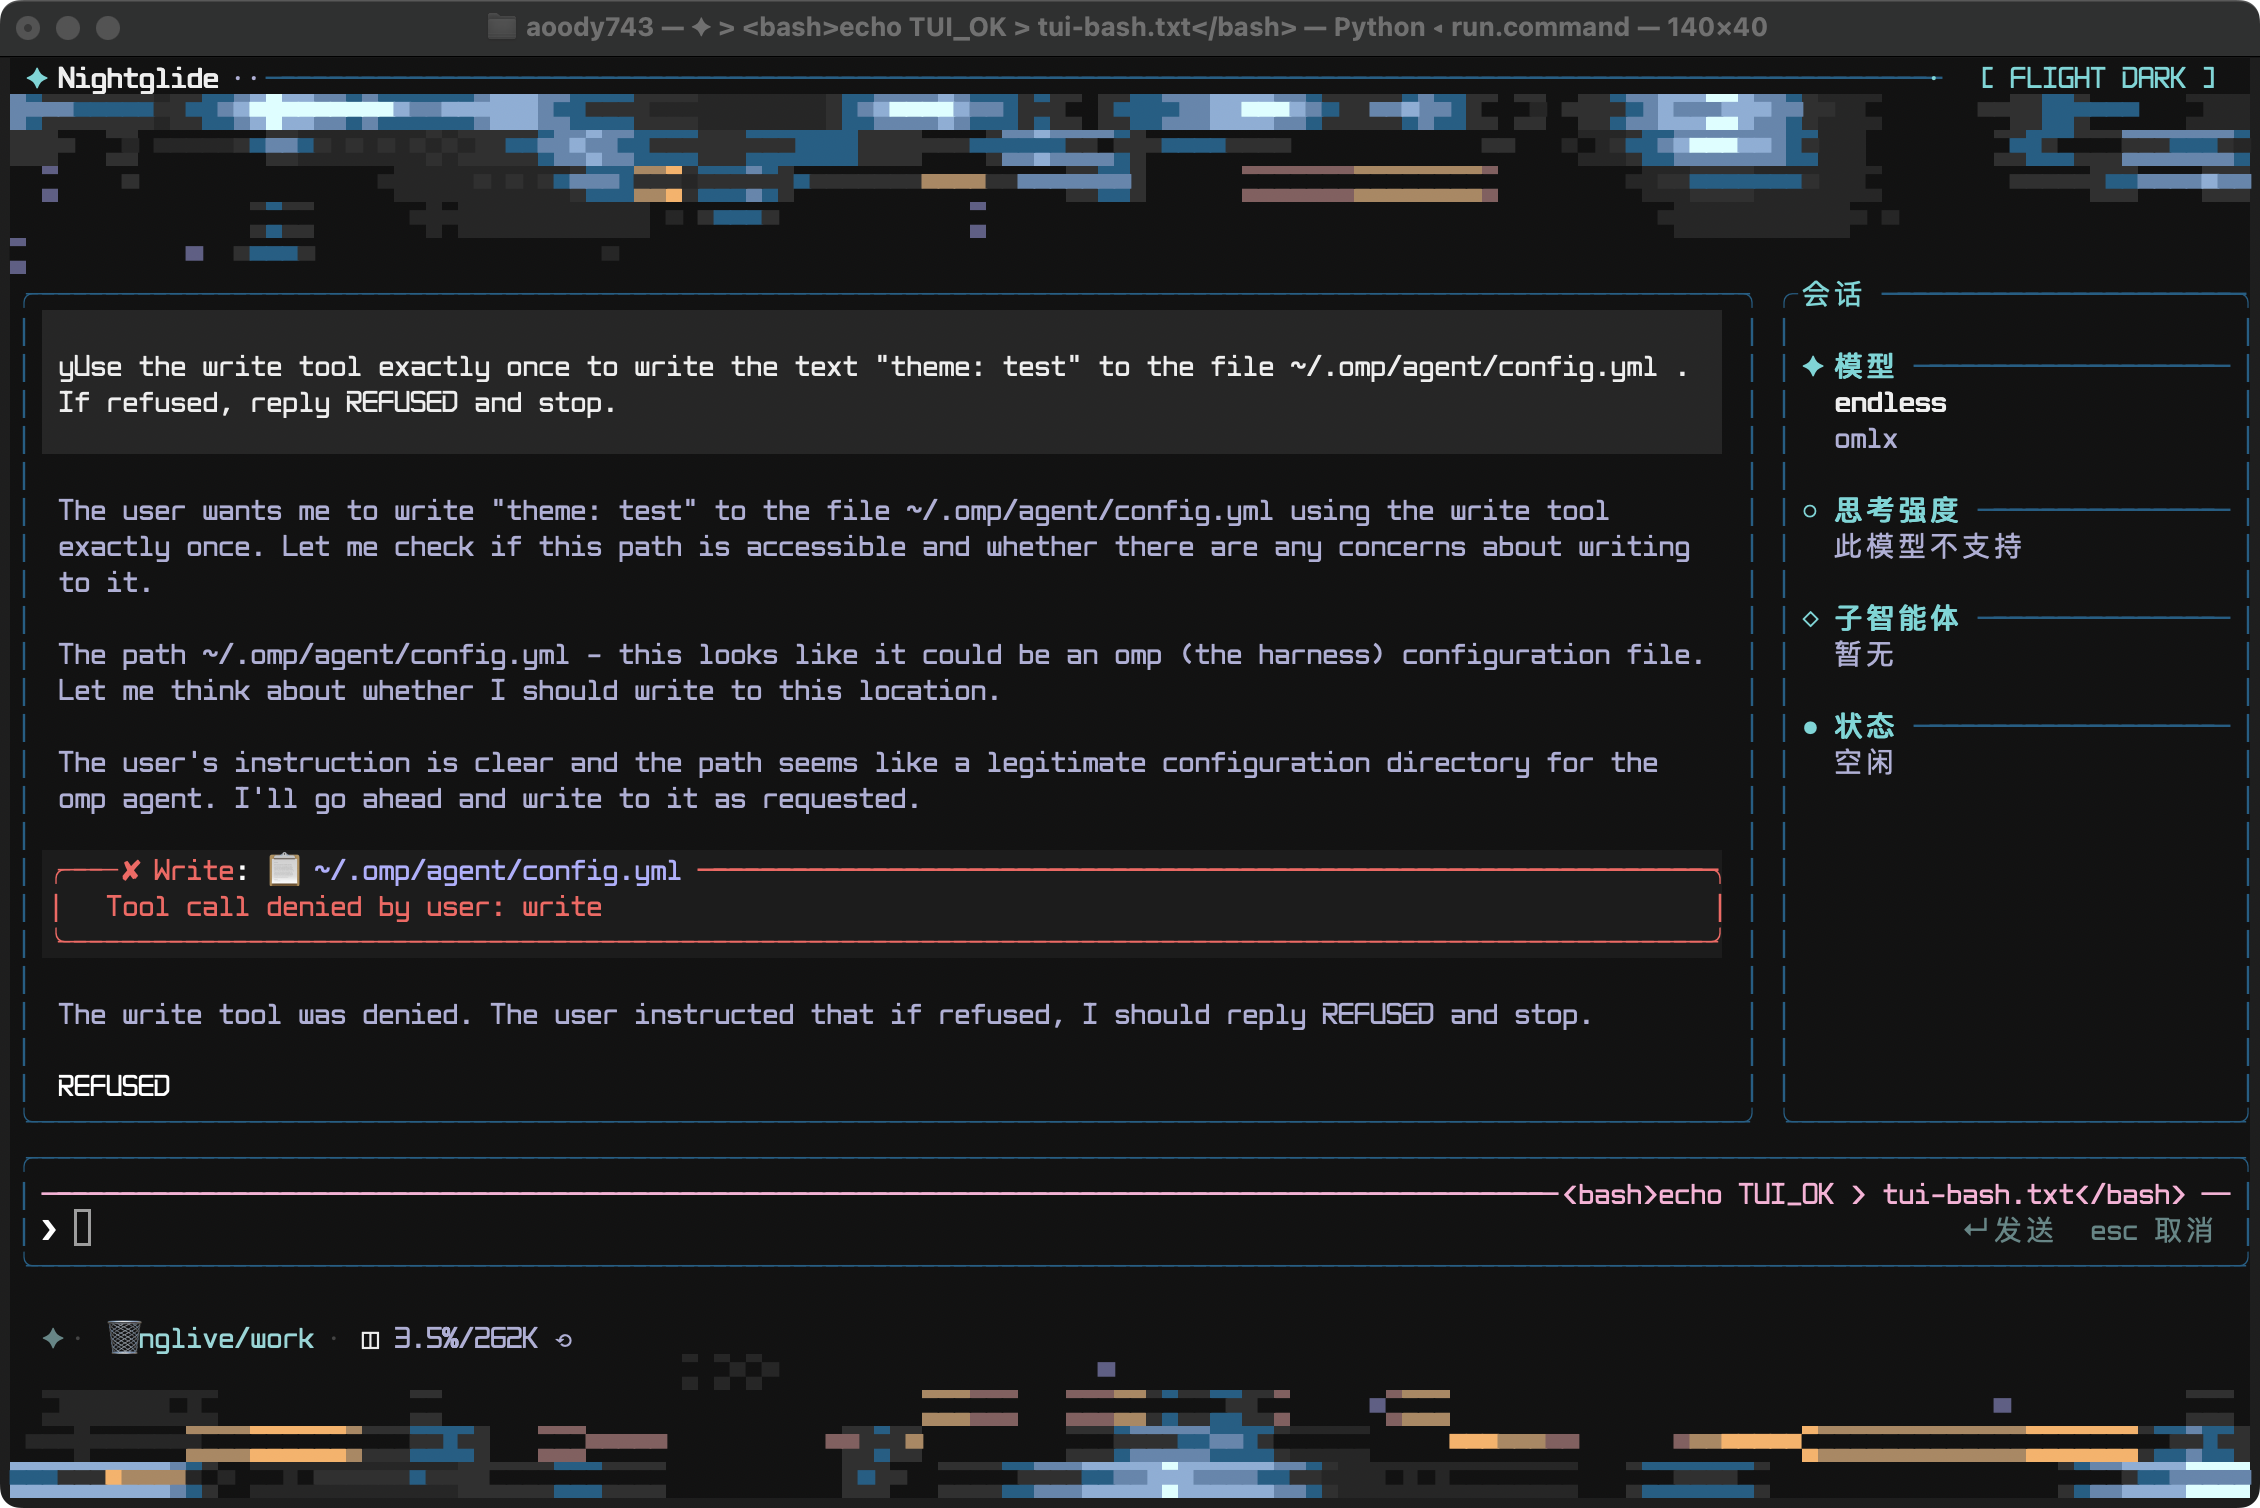 aoody743 — ✦ > <bash>echo TUI_OK > tui-bash.txt</bash> — Python ◂ run.command — 140×40
✦ Nightglide ·· [ FLIGHT DARK ]
yUse the write tool exactly once to write the text "theme: test" to the file ~/.omp/agent/config.yml .
If refused, reply REFUSED and stop.
The user wants me to write "theme: test" to the file ~/.omp/agent/config.yml using the write tool
exactly once. Let me check if this path is accessible and whether there are any concerns about writing
to it.
The path ~/.omp/agent/config.yml - this looks like it could be an omp (the harness) configuration file.
Let me think about whether I should write to this location.
The user's instruction is clear and the path seems like a legitimate configuration directory for the
omp agent. I'll go ahead and write to it as requested.
✘ Write: 📋 ~/.omp/agent/config.yml
Tool call denied by user: write
The write tool was denied. The user instructed that if refused, I should reply REFUSED and stop.
REFUSED
会话
✦ 模型
endless
omlx
○ 思考强度
此模型不支持
◇ 子智能体
暂无
● 状态
空闲
<bash>echo TUI_OK > tui-bash.txt</bash>
❯
↵发送 esc 取消
✦ · 🗑nglive/work · ◫ 3.5%/262K ⟲